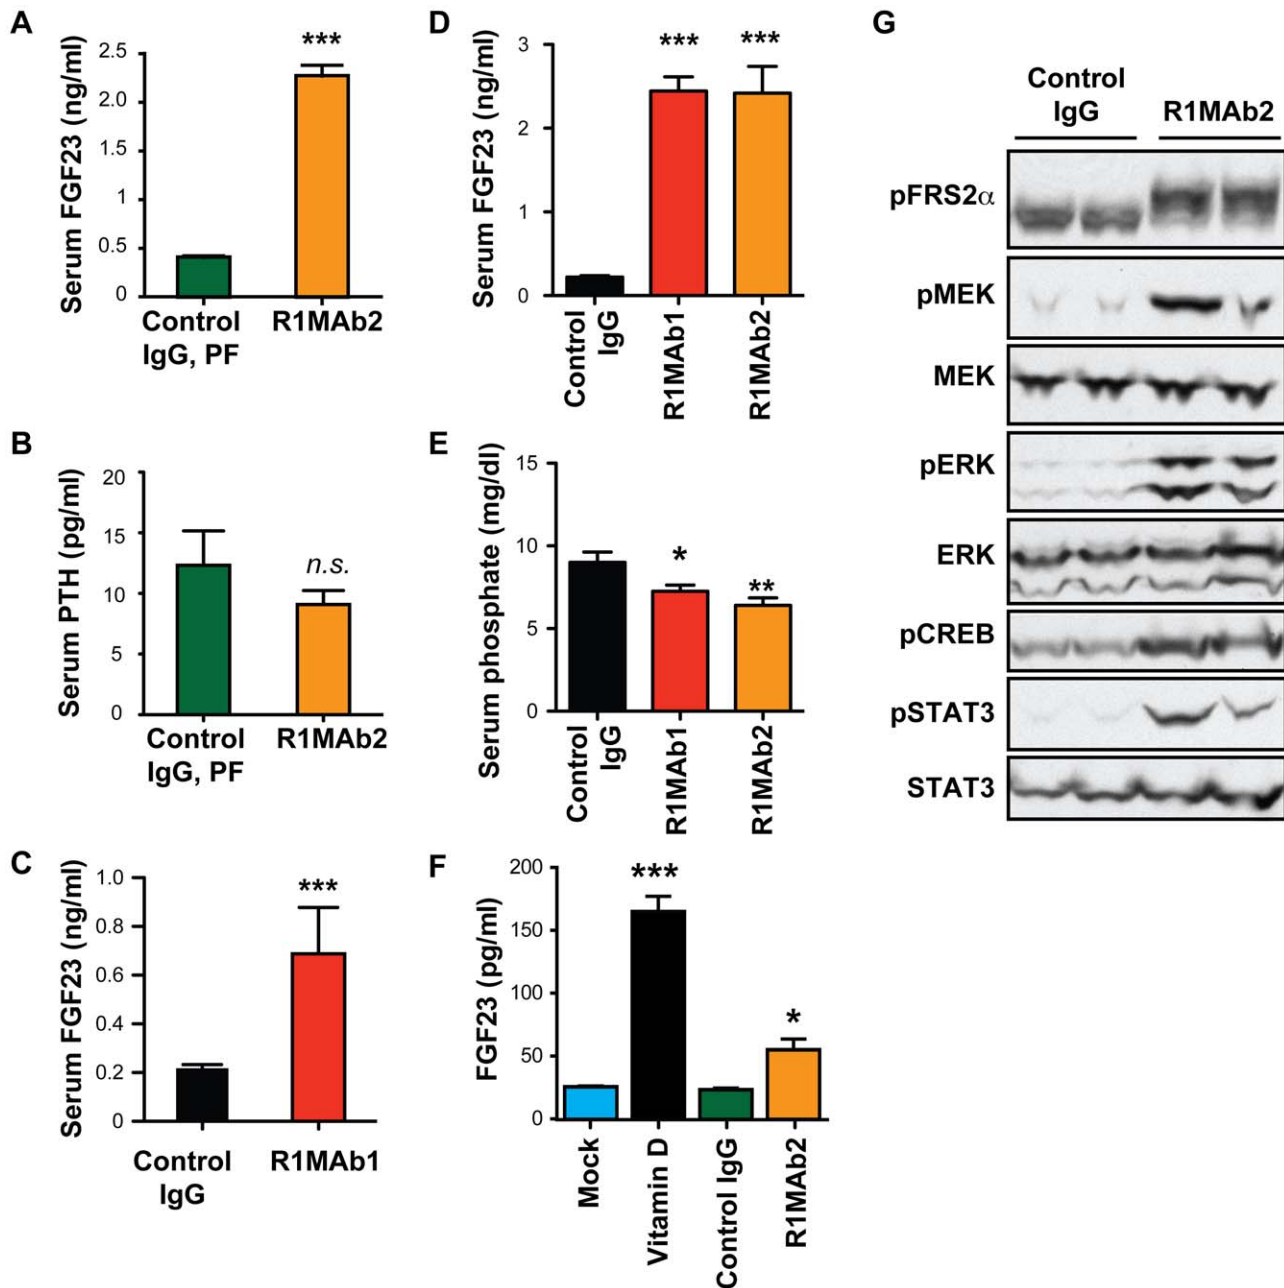 A
Serum FGF23 (ng/ml)
2.5
2.0
1
0.5
0
***
Control
IgG, PF
R1MAb2
B
Serum PTH (pg/ml)
20
15
10
5
0
n.s.
Control
IgG, PF
R1MAb2
C
Serum FGF23 (ng/ml)
1.0
0.8
0.6
0.4
0.2
0
***
Control
IgG
R1MAb1
D
Serum FGF23 (ng/ml)
3
2
1
0
***
***
Control
IgG
R1MAb1
R1MAb2
E
Serum phosphate (mg/dl)
15
10
5
0
*
**
Control
IgG
R1MAb1
R1MAb2
F
FGF23 (pg/ml)
200
150
100
50
0
***
*
Mock
Vitamin D
Control IgG
R1MAb2
G
Control
IgG
R1MAb2
pFRS2α
pMEK
MEK
pERK
ERK
pCREB
pSTAT3
STAT3